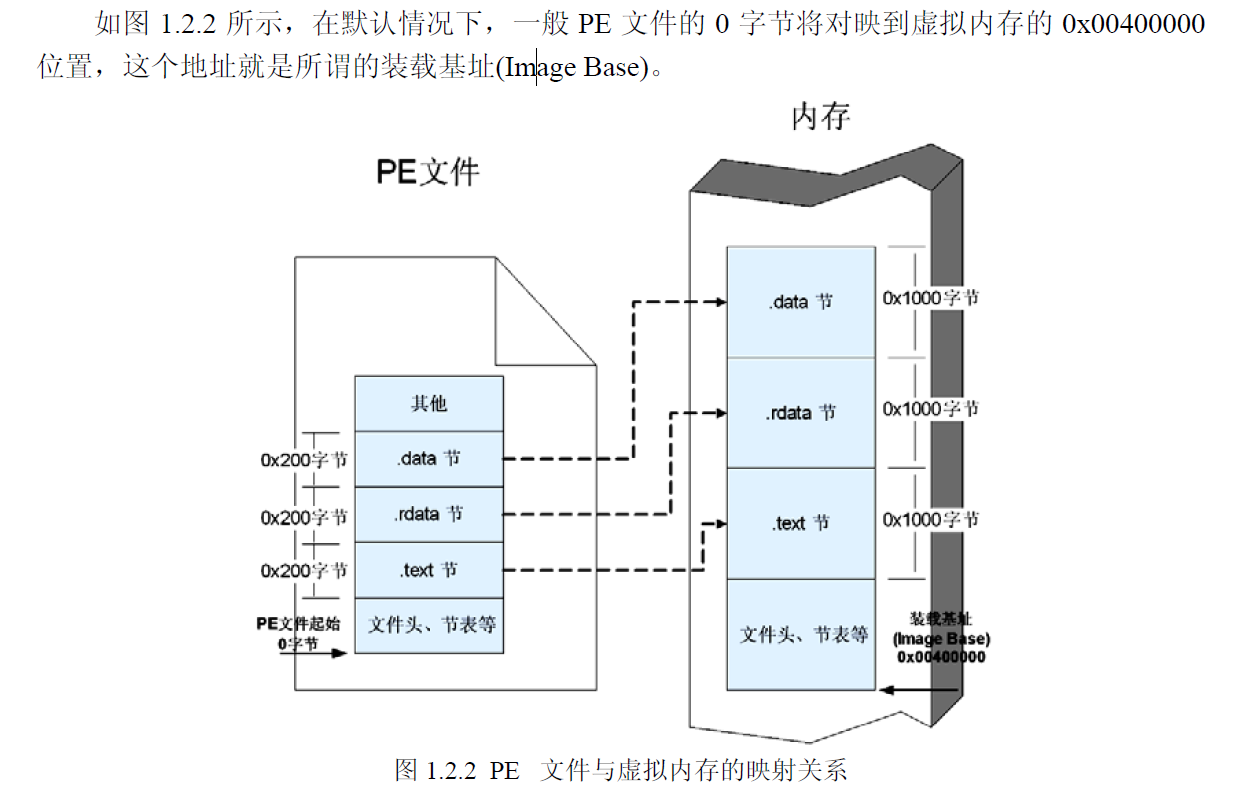 如图 1.2.2 所示，在默认情况下，一般 PE 文件的 0 字节将对映到虚拟内存的 0x00400000
位置，这个地址就是所谓的装载基址(Image Base)。
内存
PE文件
.data 节
0x1000字节
.rdata 节
0x1000字节
.text 节
0x1000字节
文件头、节表等
装载基址
(Image Base)
0x00400000
其他
0x200字节
.data 节
0x200字节
.rdata 节
0x200字节
.text 节
PE文件起始
0字节
文件头、节表等
图 1.2.2 PE 文件与虚拟内存的映射关系